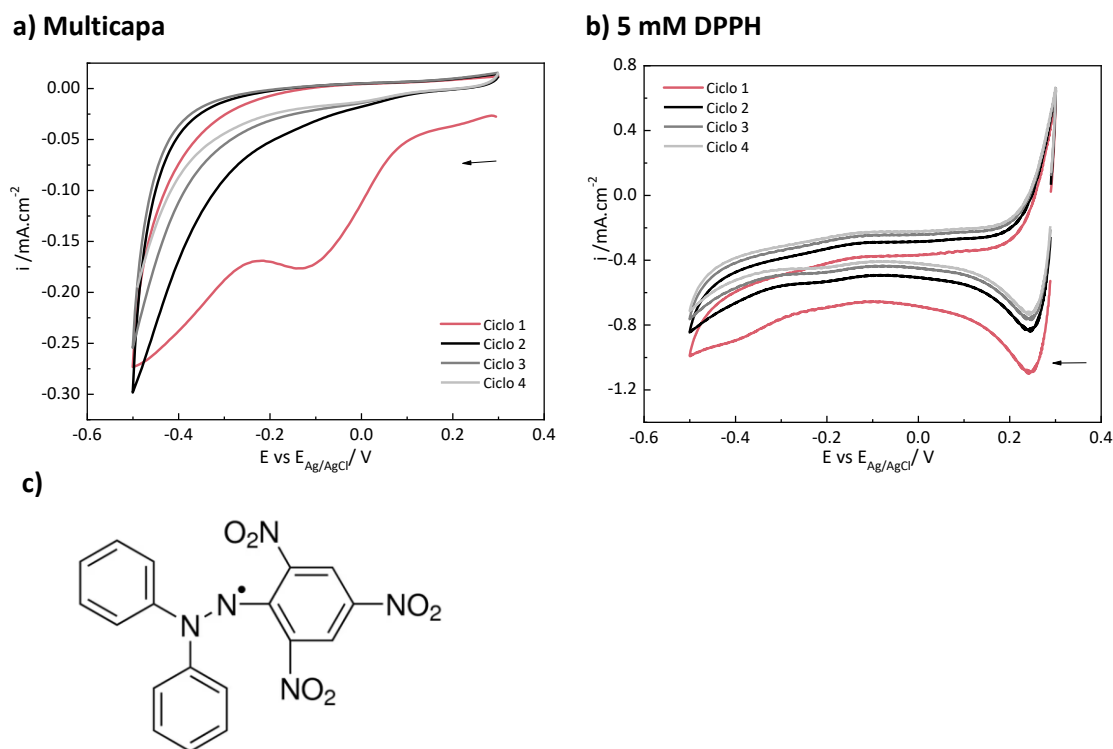 a) Multicapa
0.00
-0.05
-0.10
-0.15
-0.20
-0.25
-0.30
i /mA.cm-2
-0.6
-0.4
-0.2
0.0
0.2
0.4
E vs EAg/AgCl/ V
Ciclo 1
Ciclo 2
Ciclo 3
Ciclo 4
b) 5 mM DPPH
0.8
0.4
0.0
-0.4
-0.8
-1.2
i /mA.cm-2
-0.6
-0.4
-0.2
0.0
0.2
0.4
E vs EAg/AgCl/ V
Ciclo 1
Ciclo 2
Ciclo 3
Ciclo 4
c)
O2N
N•
N
NO2
NO2